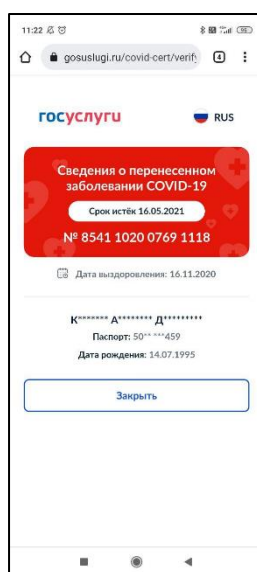 11:22
gosuslugi.ru/covid-cert/verify
4
госуслуги RUS
Сведения о перенесенном
заболевании COVID-19
Срок истёк 16.05.2021
№ 8541 1020 0769 1118
Дата выздоровления: 16.11.2020
К******* А******** Д*********
Паспорт: 50** ***459
Дата рождения: 14.07.1995
Закрыть